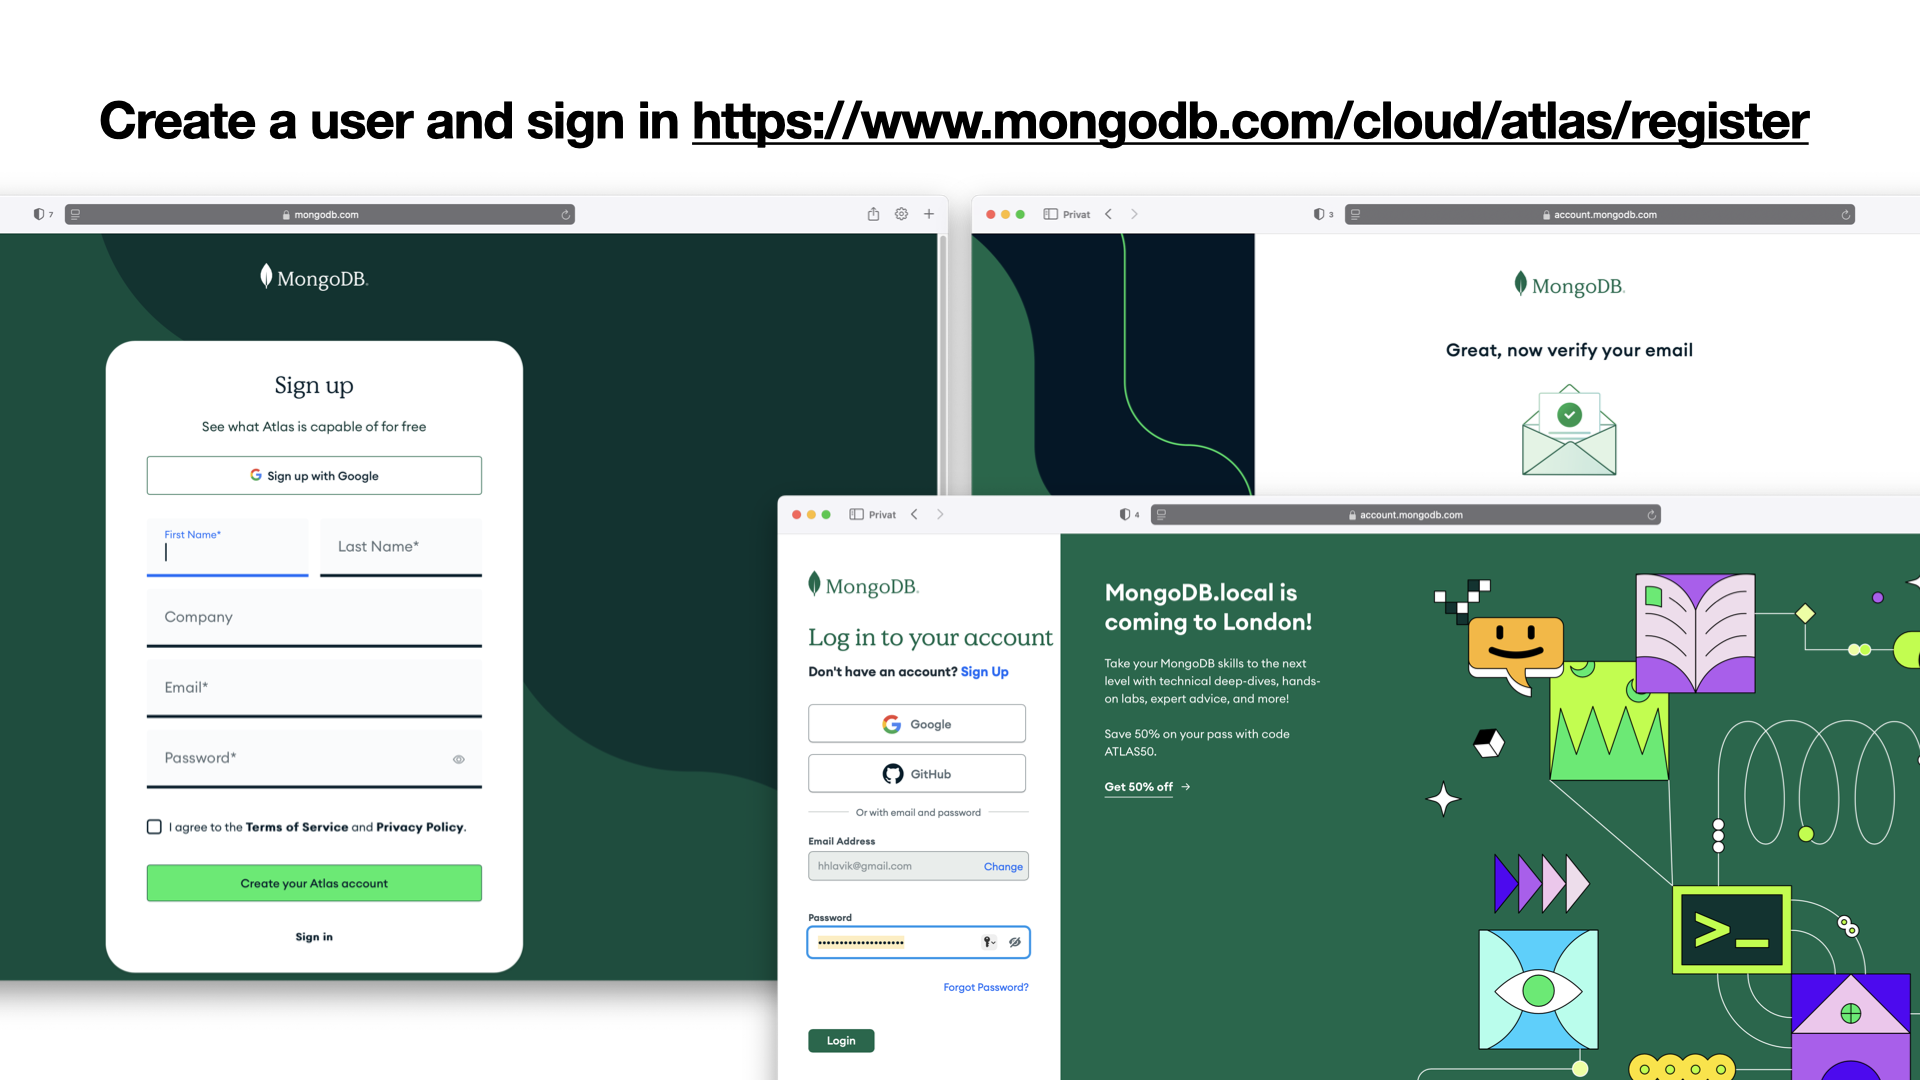 Create a user and sign in https://www.mongodb.com/cloud/atlas/register
7
mongodb.com
MongoDB.
Sign up
See what Atlas is capable of for free
Sign up with Google
First Name*
Last Name*
Company
Email*
Password*
I agree to the Terms of Service and Privacy Policy.
Create your Atlas account
Sign in
Privat
3
account.mongodb.com
MongoDB.
Great, now verify your email
Privat
4
account.mongodb.com
MongoDB.
Log in to your account
Don't have an account? Sign Up
Google
GitHub
Or with email and password
Email Address
hhlavik@gmail.com
Change
Password
••••••••••••••••••••
Forgot Password?
Login
MongoDB.local is
coming to London!
Take your MongoDB skills to the next
level with technical deep-dives, hands-
on labs, expert advice, and more!
Save 50% on your pass with code
ATLAS50.
Get 50% off →
>_